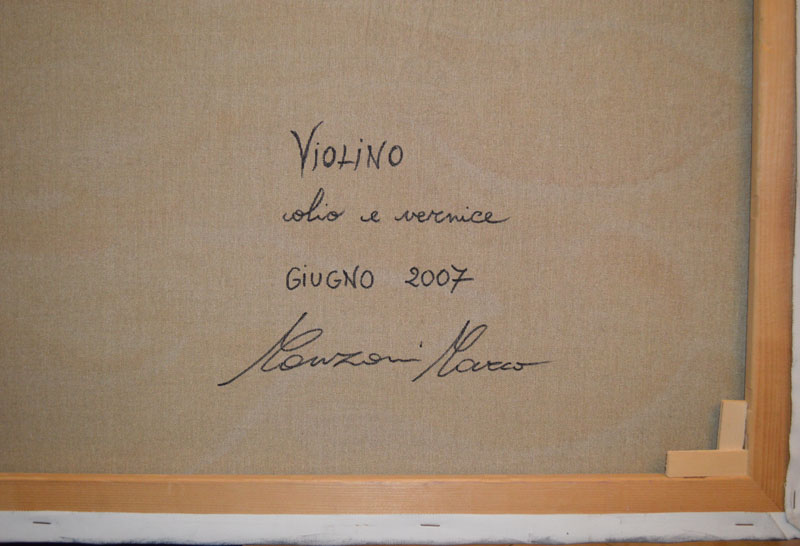 VIOLINO
olio e vernice
GIUGNO 2007
Manzoni Marco